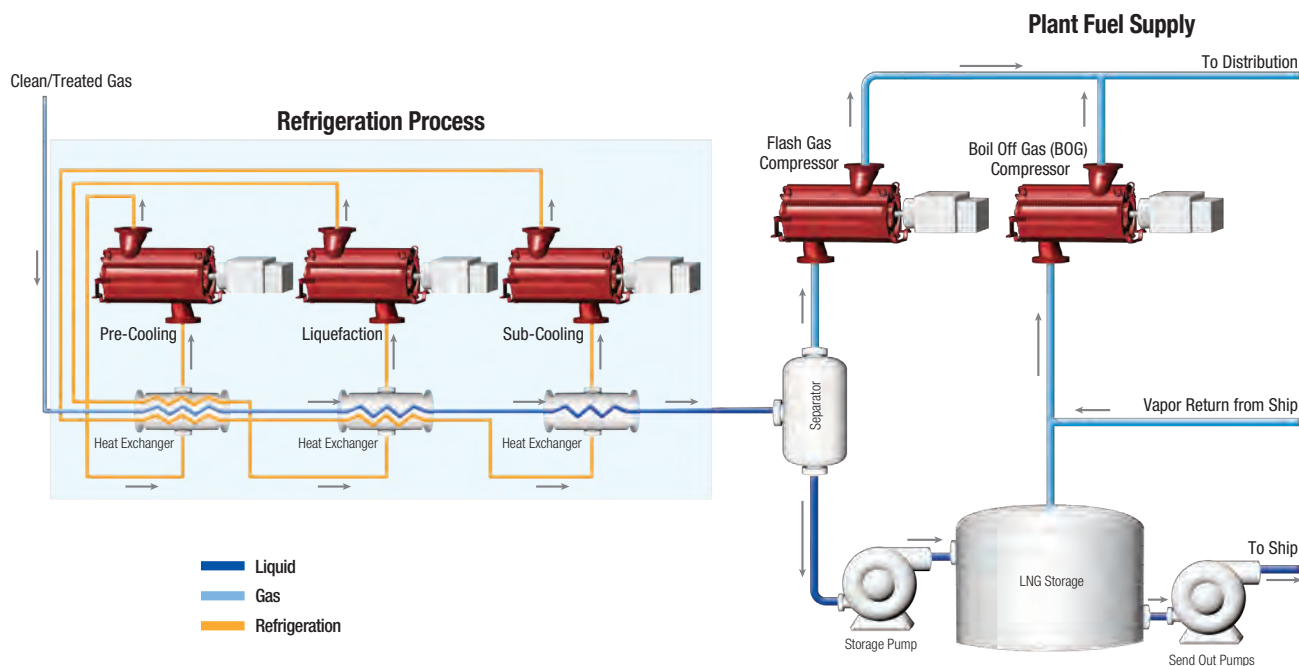 Plant Fuel Supply
To Distribution
Clean/Treated Gas
Refrigeration Process
Flash Gas
Compressor
Boil Off Gas (BOG)
Compressor
Pre-Cooling
Liquefaction
Sub-Cooling
Heat Exchanger
Heat Exchanger
Heat Exchanger
Separator
Vapor Return from Ship
Liquid
Gas
Refrigeration
Storage Pump
LNG Storage
To Ship
Send Out Pumps